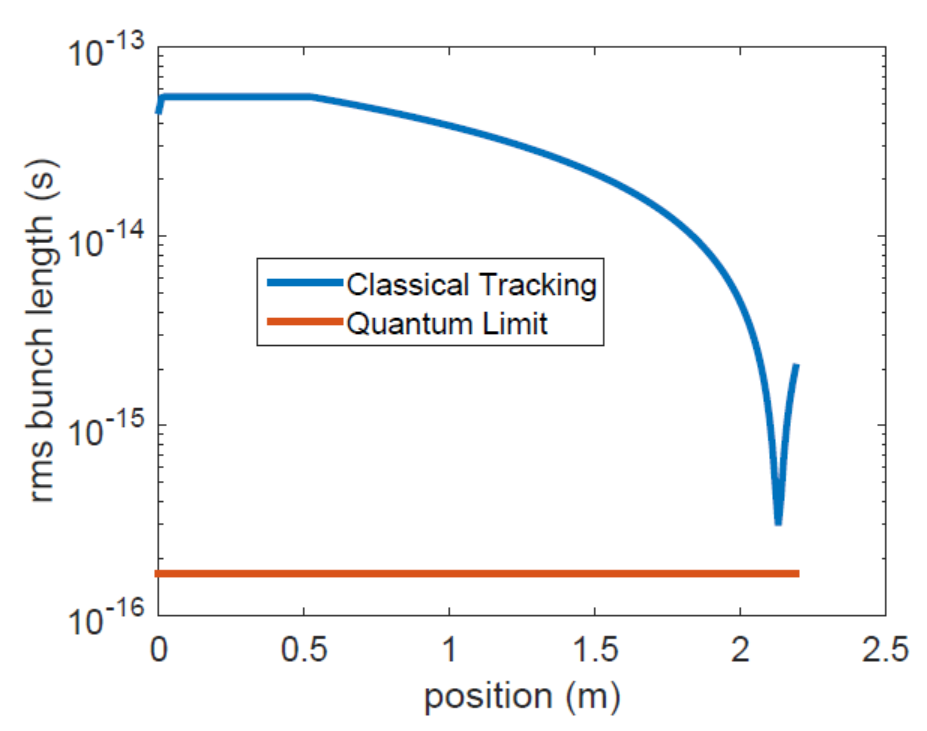 10-13
10-14
10-15
10-16
rms bunch length (s)
Classical Tracking
Quantum Limit
0 0.5 1 1.5 2 2.5
position (m)